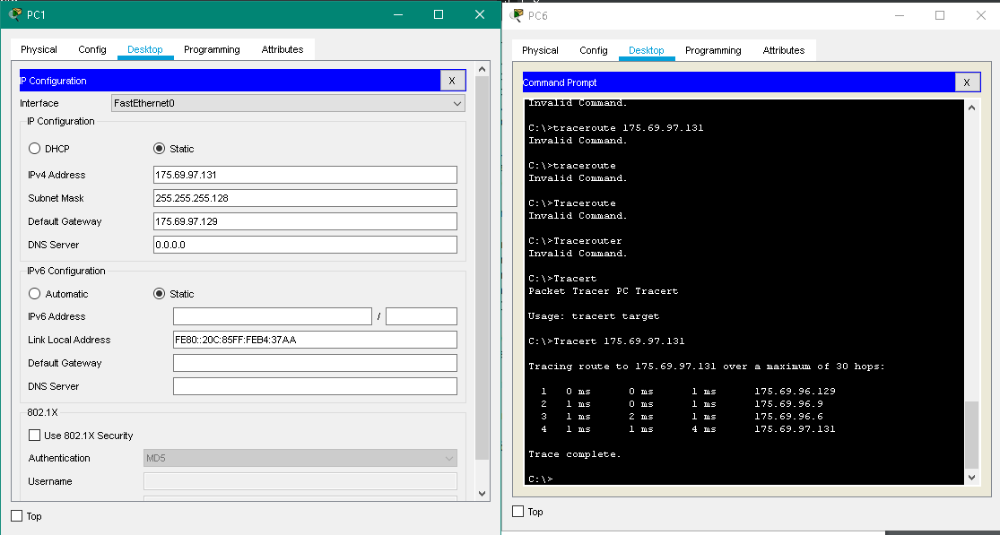 PC1
Physical Config Desktop Programming Attributes
IP Configuration X
Interface FastEthernet0
IP Configuration
DHCP Static
IPv4 Address 175.69.97.131
Subnet Mask 255.255.255.128
Default Gateway 175.69.97.129
DNS Server 0.0.0.0
IPv6 Configuration
Automatic Static
IPv6 Address /
Link Local Address FE80::20C:85FF:FEB4:37AA
Default Gateway
DNS Server
802.1X
Use 802.1X Security
Authentication MD5
Username
Top
PC6
Physical Config Desktop Programming Attributes
Command Prompt X
Invalid Command.
C:\>traceroute 175.69.97.131
Invalid Command.
C:\>traceroute
Invalid Command.
C:\>Traceroute
Invalid Command.
C:\>Tracerouter
Invalid Command.
C:\>Tracert
Packet Tracer PC Tracert
Usage: tracert target
C:\>Tracert 175.69.97.131
Tracing route to 175.69.97.131 over a maximum of 30 hops:
1 0 ms 0 ms 1 ms 175.69.96.129
2 1 ms 0 ms 1 ms 175.69.96.9
3 1 ms 2 ms 1 ms 175.69.96.6
4 1 ms 1 ms 4 ms 175.69.97.131
Trace complete.
C:\>
Top